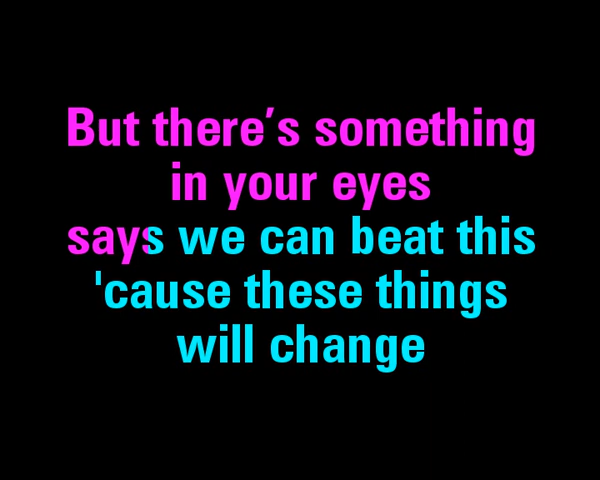 But there’s something
in your eyes
says we can beat this
'cause these things
will change